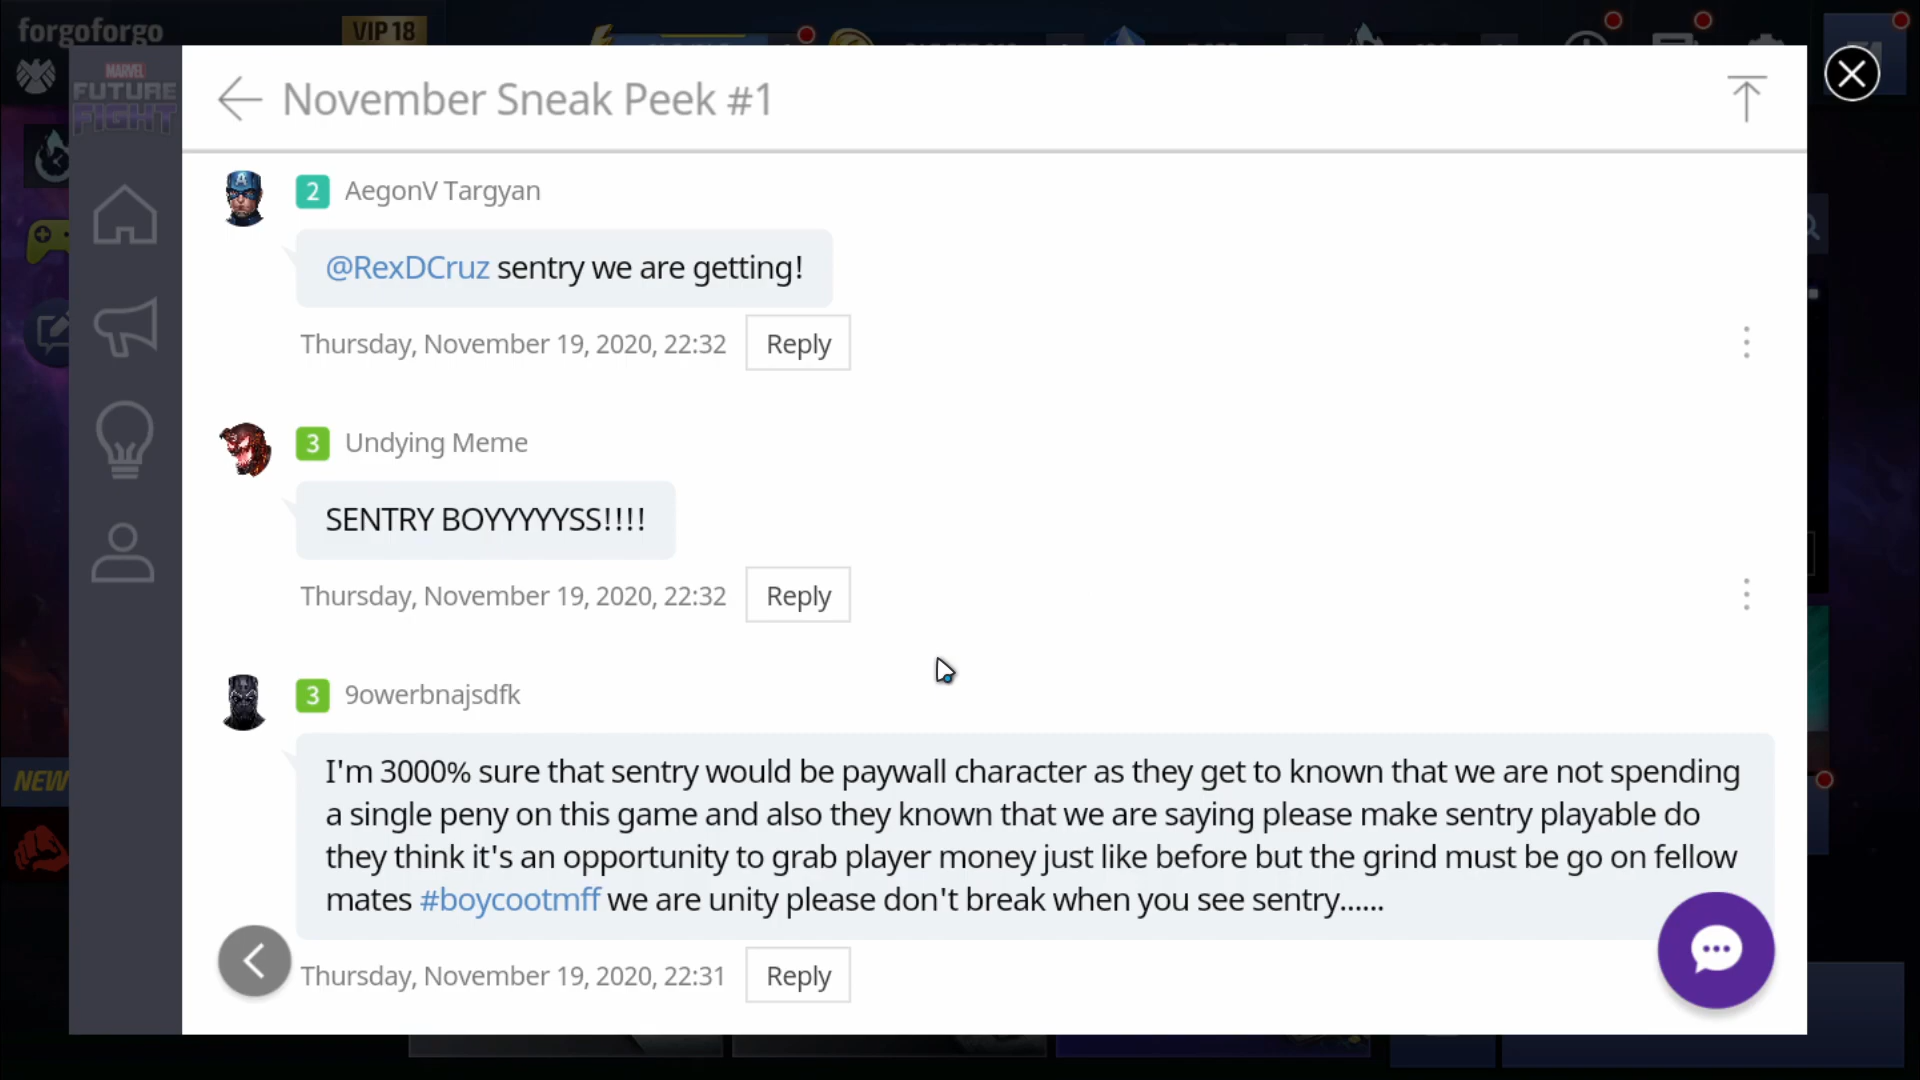 forgoforgo
VIP 18
MARVEL
FUTURE
FIGHT
November Sneak Peek #1
2 AegonV Targyan
@RexDCruz sentry we are getting!
Thursday, November 19, 2020, 22:32 Reply
3 Undying Meme
SENTRY BOYYYYYSS!!!!
Thursday, November 19, 2020, 22:32 Reply
3 9owerbnajsdfk
I'm 3000% sure that sentry would be paywall character as they get to known that we are not spending
a single peny on this game and also they known that we are saying please make sentry playable do
they think it's an opportunity to grab player money just like before but the grind must be go on fellow
mates #boycootmff we are unity please don't break when you see sentry......
Thursday, November 19, 2020, 22:31 Reply
NEW